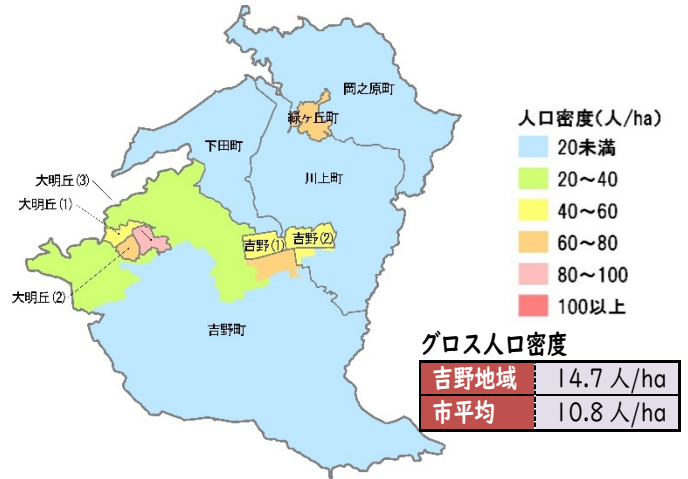 岡之原町
緑ヶ丘町
下田町
川上町
大明丘(3)
大明丘(1)
吉野(1)
吉野(2)
大明丘(2)
吉野町
人口密度(人/ha)
20未満
20～40
40～60
60～80
80～100
100以上
グロス人口密度
吉野地域 14.7人/ha
市平均 10.8人/ha